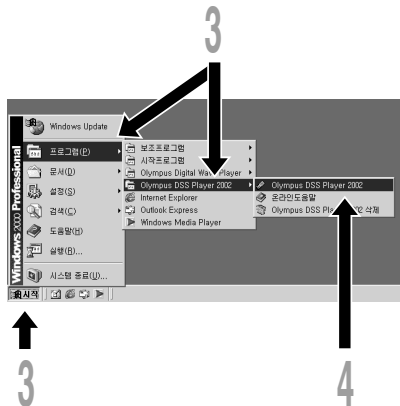 3
Windows Update
프로그램(P)
문서(D)
설정(S)
검색(C)
도움말(H)
실행(R)...
시스템 종료(U)...
Windows 2000 Professional
보조프로그램
시작프로그램
Olympus Digital Wave Player
Olympus DSS Player 2002
Internet Explorer
Outlook Express
Windows Media Player
Olympus DSS Player 2002
온라인도움말
Olympus DSS Player 2002 삭제
시작
3
4